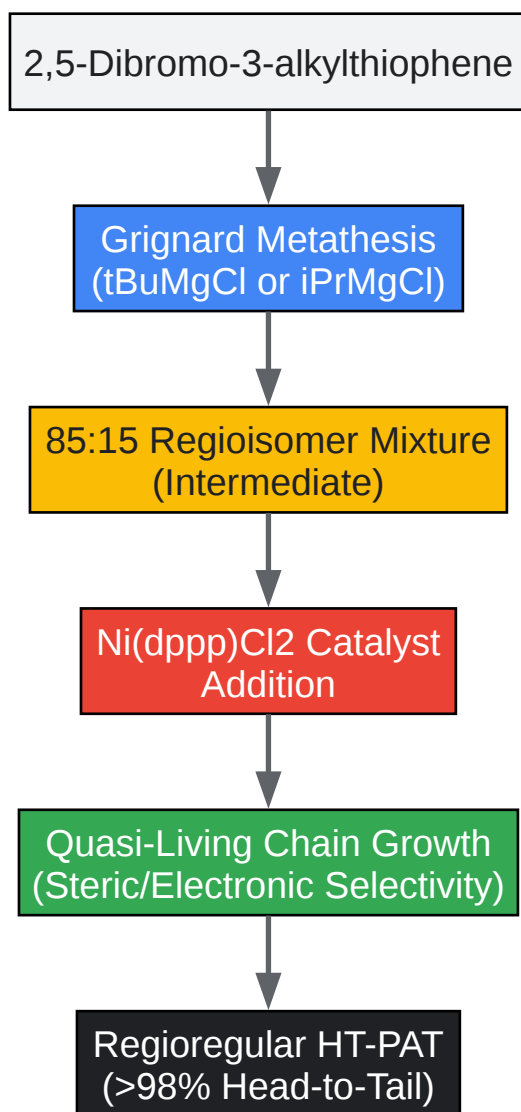 2,5-Dibromo-3-alkylthiophene
Grignard Metathesis
(tBuMgCl or iPrMgCl)
85:15 Regioisomer Mixture
(Intermediate)
Ni(dppp)Cl2 Catalyst
Addition
Quasi-Living Chain Growth
(Steric/Electronic Selectivity)
Regioregular HT-PAT
(>98% Head-to-Tail)